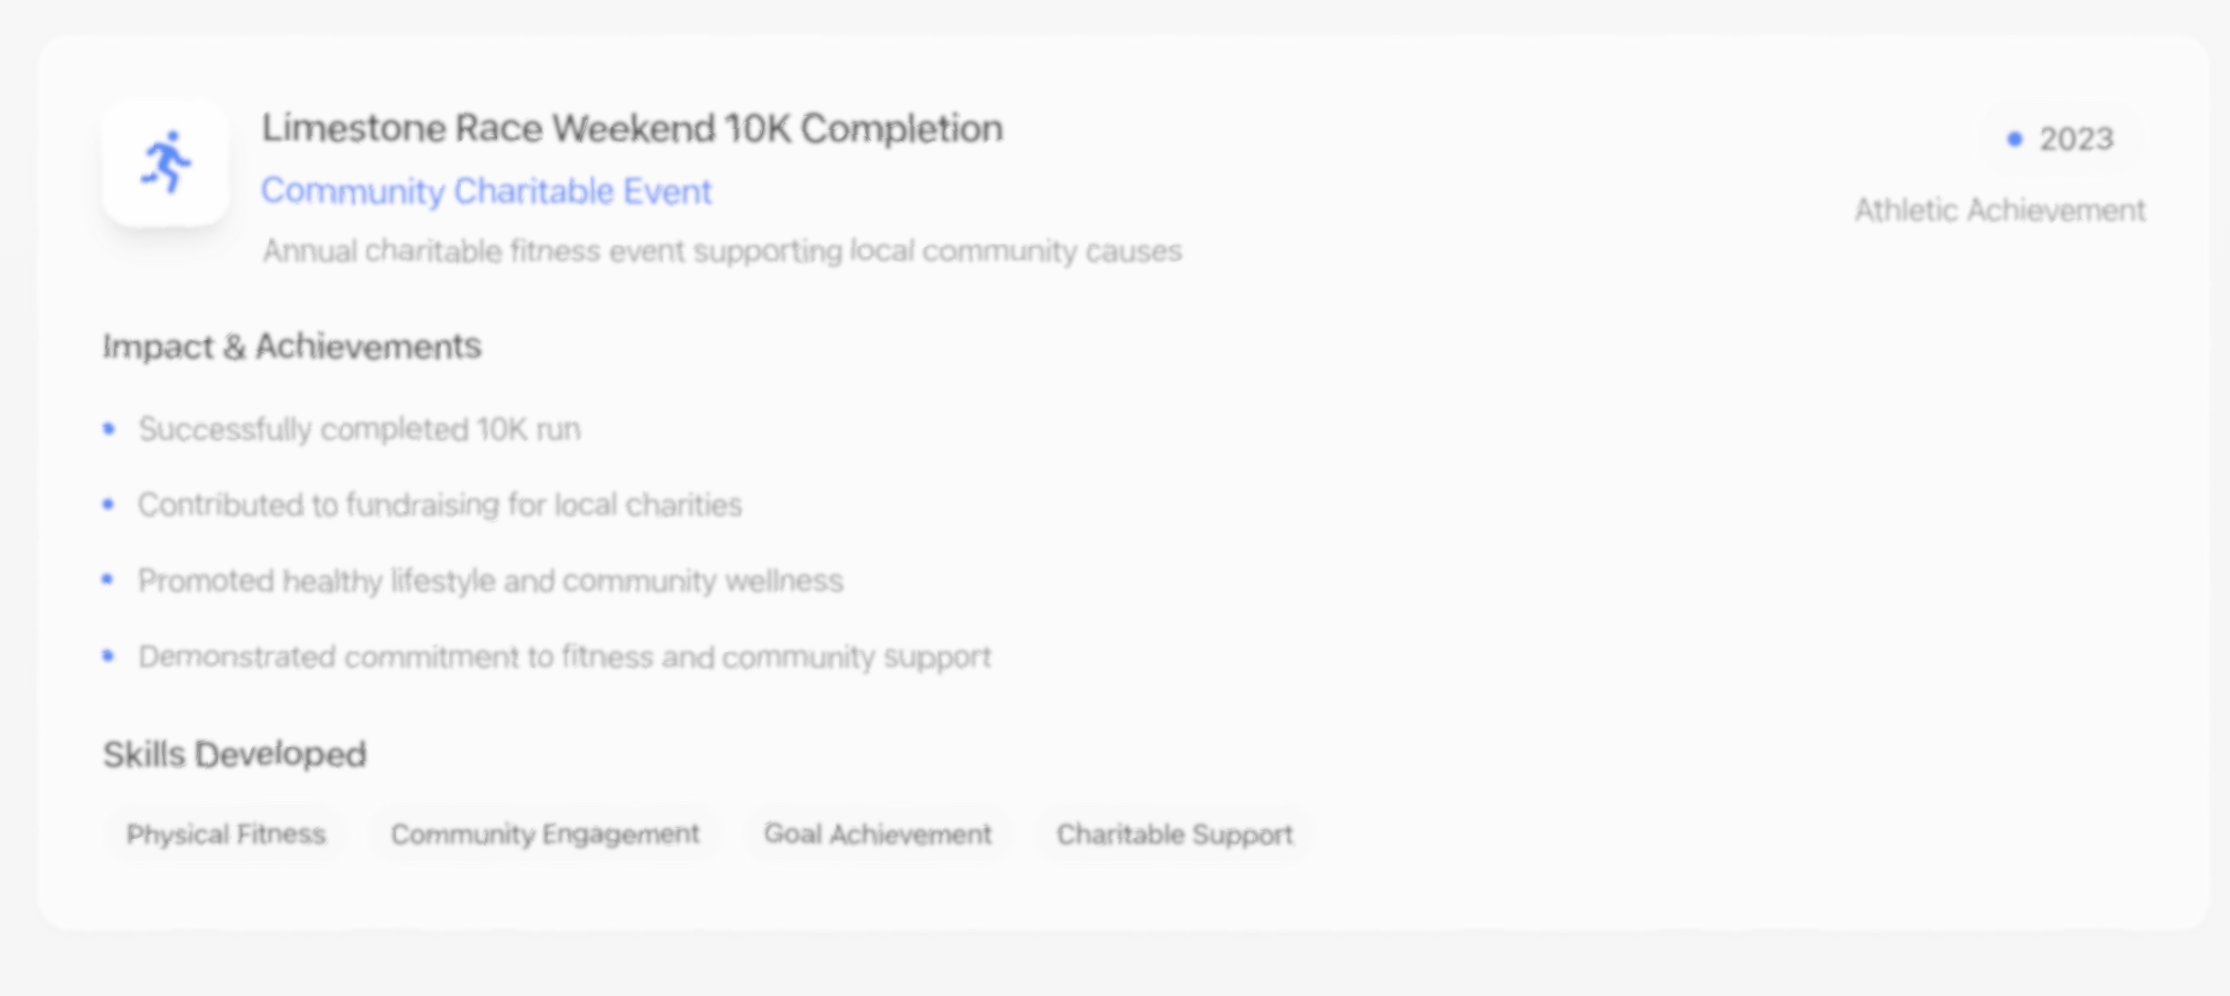 Limestone Race Weekend 10K Completion
2023
Community Charitable Event
Athletic Achievement
Annual charitable fitness event supporting local community causes
Impact & Achievements
Successfully completed 10K run
Contributed to fundraising for local charities
Promoted healthy lifestyle and community wellness
Demonstrated commitment to fitness and community support
Skills Developed
Physical Fitness
Community Engagement
Goal Achievement
Charitable Support